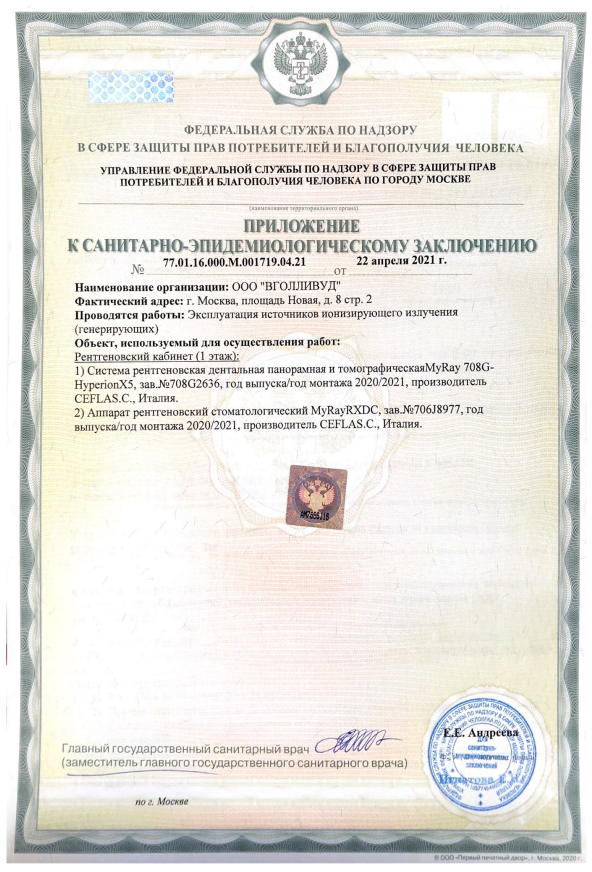 ФЕДЕРАЛЬНАЯ СЛУЖБА ПО НАДЗОРУ
В СФЕРЕ ЗАЩИТЫ ПРАВ ПОТРЕБИТЕЛЕЙ И БЛАГОПОЛУЧИЯ ЧЕЛОВЕКА
УПРАВЛЕНИЕ ФЕДЕРАЛЬНОЙ СЛУЖБЫ ПО НАДЗОРУ В СФЕРЕ ЗАЩИТЫ ПРАВ
ПОТРЕБИТЕЛЕЙ И БЛАГОПОЛУЧИЯ ЧЕЛОВЕКА ПО ГОРОДУ МОСКВЕ
(наименование территориального органа)
ПРИЛОЖЕНИЕ
К САНИТАРНО-ЭПИДЕМИОЛОГИЧЕСКОМУ ЗАКЛЮЧЕНИЮ
№ 77.01.16.000.М.001719.04.21 от 22 апреля 2021 г.
Наименование организации: ООО "ВГОЛЛИВУД"
Фактический адрес: г. Москва, площадь Новая, д. 8 стр. 2
Проводятся работы: Эксплуатация источников ионизирующего излучения
(генерирующих)
Объект, используемый для осуществления работ:
Рентгеновский кабинет (1 этаж):
1) Система рентгеновская дентальная панорамная и томографическаяMyRay 708G-
HyperionX5, зав.№708G2636, год выпуска/год монтажа 2020/2021, производитель
CEFLAS.C., Италия.
2) Аппарат рентгеновский стоматологический MyRayRXDC, зав.№706J8977, год
выпуска/год монтажа 2020/2021, производитель CEFLAS.C., Италия.
Е.Е. Андреева
для
санитарно-
эпидемиологических
заключений
Главный государственный санитарный врач
(заместитель главного государственного санитарного врача)
по г. Москве
© ООО «Первый печатный двор», г. Москва, 2020 г.